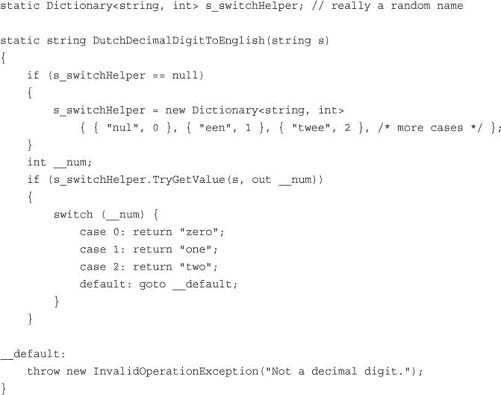 static Dictionary<string, int> s_switchHelper; // really a random name
static string DutchDecimalDigitToEnglish(string s)
{
if (s_switchHelper == null)
{
s_switchHelper = new Dictionary<string, int>
{ { "nul", 0 }, { "een", 1 }, { "twee", 2 }, /* more cases */ };
}
int __num;
if (s_switchHelper.TryGetValue(s, out __num))
{
switch (__num) {
case 0: return "zero";
case 1: return "one";
case 2: return "two";
default: goto __default;
}
}
__default:
throw new InvalidOperationException("Not a decimal digit.");
}